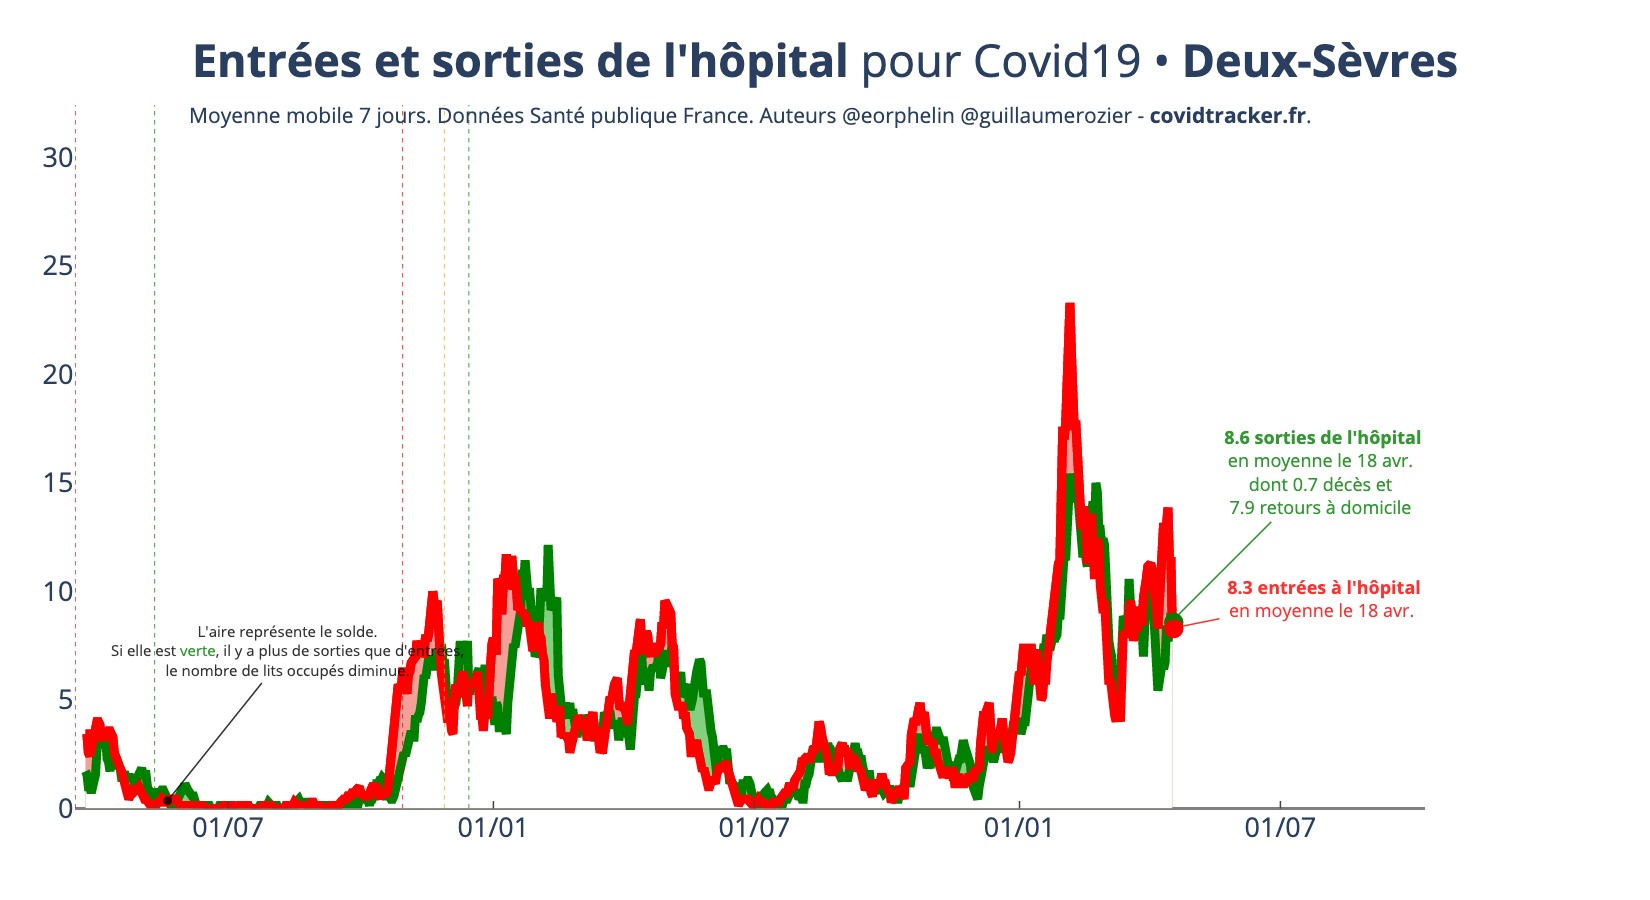 Entrées et sorties de l'hôpital pour Covid19 • Deux-Sèvres
Moyenne mobile 7 jours. Données Santé publique France. Auteurs @eorphelin @guillaumerozier - covidtracker.fr.
30
25
20
15
10
5
0
8.6 sorties de l'hôpital
en moyenne le 18 avr.
dont 0.7 décès et
7.9 retours à domicile
8.3 entrées à l'hôpital
en moyenne le 18 avr.
L'aire représente le solde.
Si elle est verte, il y a plus de sorties que d'entrées,
le nombre de lits occupés diminue.
01/07
01/01
01/07
01/01
01/07